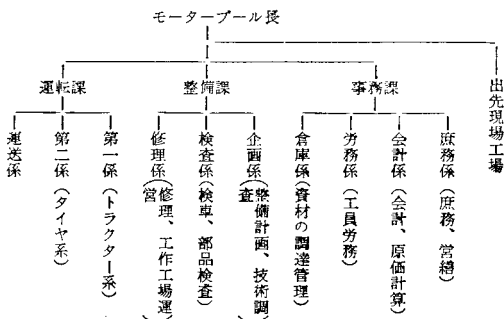 モータープール長
出先現場工場
事務課
整備課
運転課
庶務係(庶務、営繕)
会計係(会計、原価計算)
労務係(工員労務)
倉庫係(資材の調達管理)
企画係(整備計画、技術調
査)
検査係(検車、部品検査)
修理係(修理、工作工場運
営)
第一係(トラクター系)
第二係(タイヤ系)
運送係